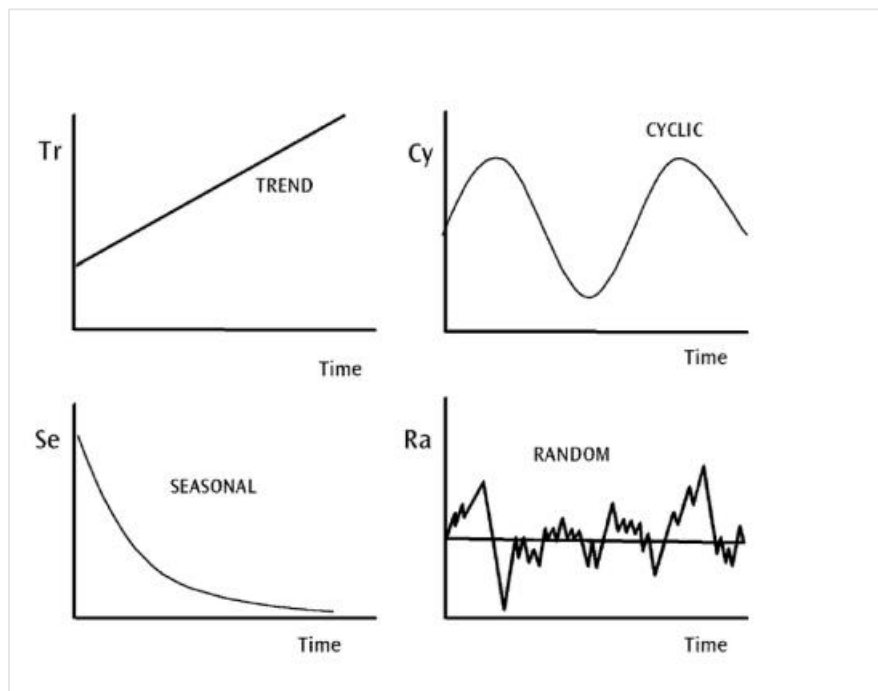 Tr
TREND
Time
Cy
CYCLIC
Time
Se
SEASONAL
Time
Ra
RANDOM
Time